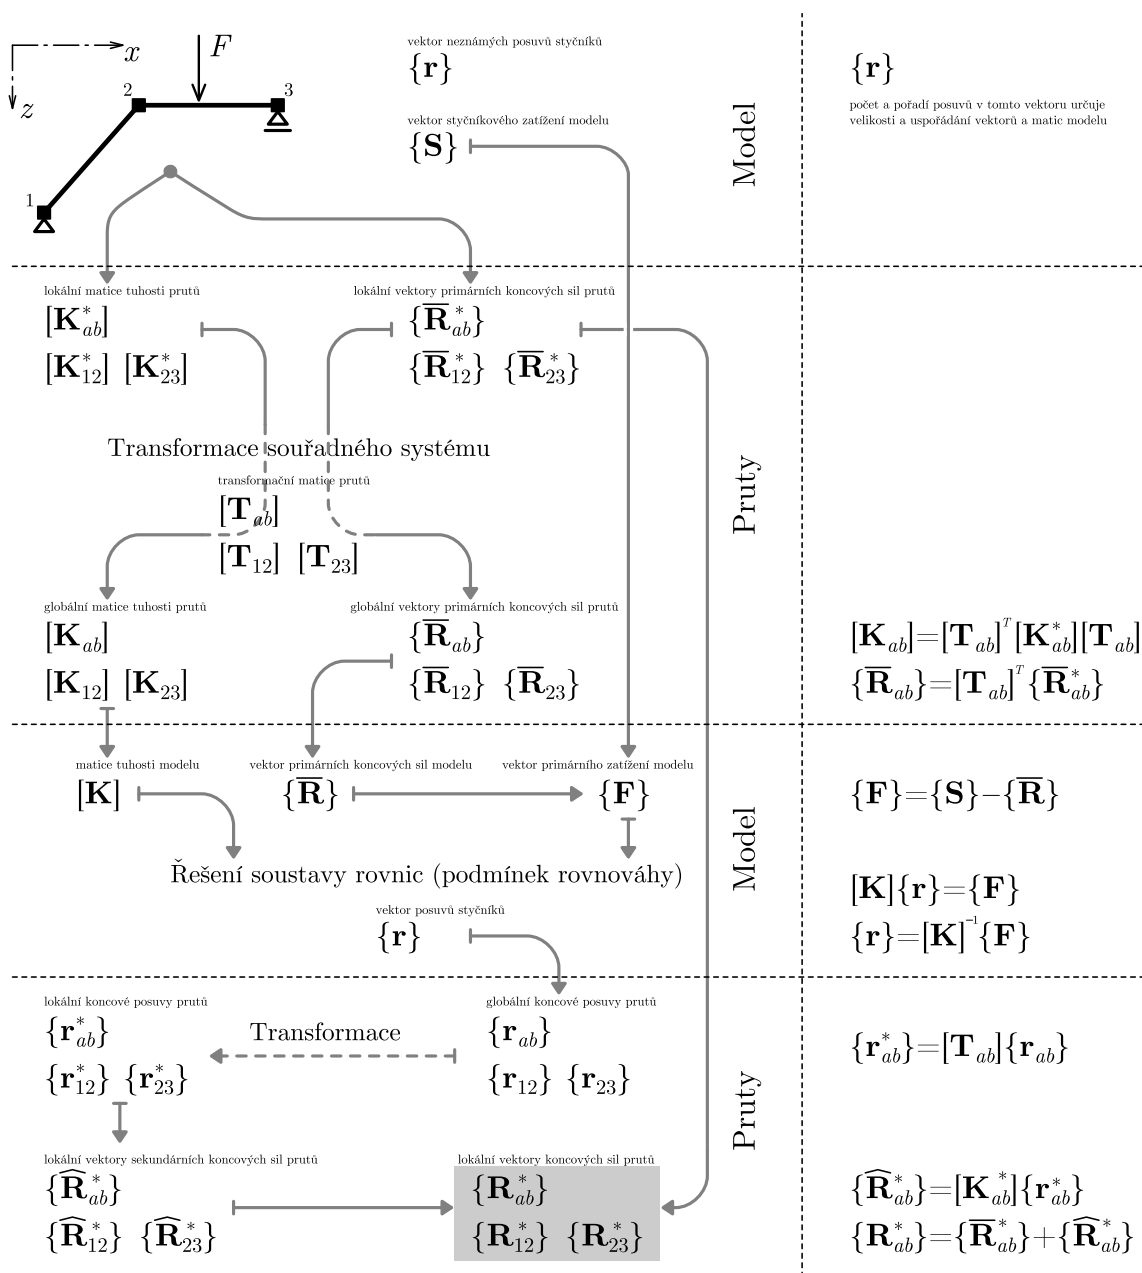 x
z
F
1
2
3
vektor neznámých posuvů styčníků
{r}
vektor styčníkového zatížení modelu
{S}
Model
{r}
počet a pořadí posuvů v tomto vektoru určuje
velikosti a uspořádání vektorů a matic modelu
lokální matice tuhosti prutů
[K*ab]
[K*12] [K*23]
lokální vektory primárních koncových sil prutů
{R̅*ab}
{R̅*12} {R̅*23}
Transformace souřadného systému
transformační matice prutů
[Tab]
[T12] [T23]
Pruty
globální matice tuhosti prutů
[Kab]
[K12] [K23]
globální vektory primárních koncových sil prutů
{R̅ab}
{R̅12} {R̅23}
[Kab]=[Tab]ᵀ[K*ab][Tab]
{R̅ab}=[Tab]ᵀ{R̅*ab}
matice tuhosti modelu
[K]
vektor primárních koncových sil modelu
{R̅}
vektor primárního zatížení modelu
{F}
Řešení soustavy rovnic (podmínek rovnováhy)
vektor posuvů styčníků
{r}
Model
{F}={S}−{R̅}
[K]{r}={F}
{r}=[K]⁻¹{F}
lokální koncové posuvy prutů
{r*ab}
{r*12} {r*23}
Transformace
globální koncové posuvy prutů
{rab}
{r12} {r23}
{r*ab}=[Tab]{rab}
Pruty
lokální vektory sekundárních koncových sil prutů
{R̂*ab}
{R̂*12} {R̂*23}
lokální vektory koncových sil prutů
{R*ab}
{R*12} {R*23}
{R̂*ab}=[K*ab]{r*ab}
{R*ab}={R̅*ab}+{R̂*ab}